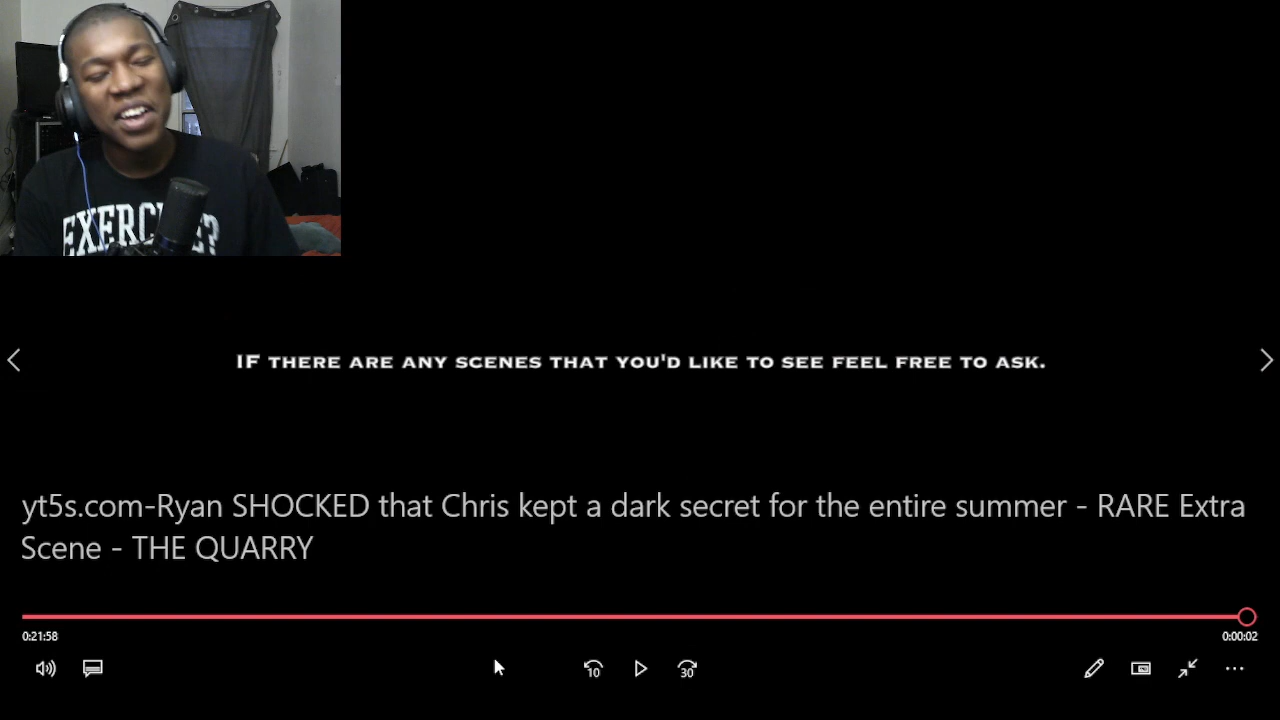 EXERCISE?
IF THERE ARE ANY SCENES THAT YOU'D LIKE TO SEE FEEL FREE TO ASK.
yt5s.com-Ryan SHOCKED that Chris kept a dark secret for the entire summer - RARE Extra
Scene - THE QUARRY
0:21:58
0:00:02
10
30